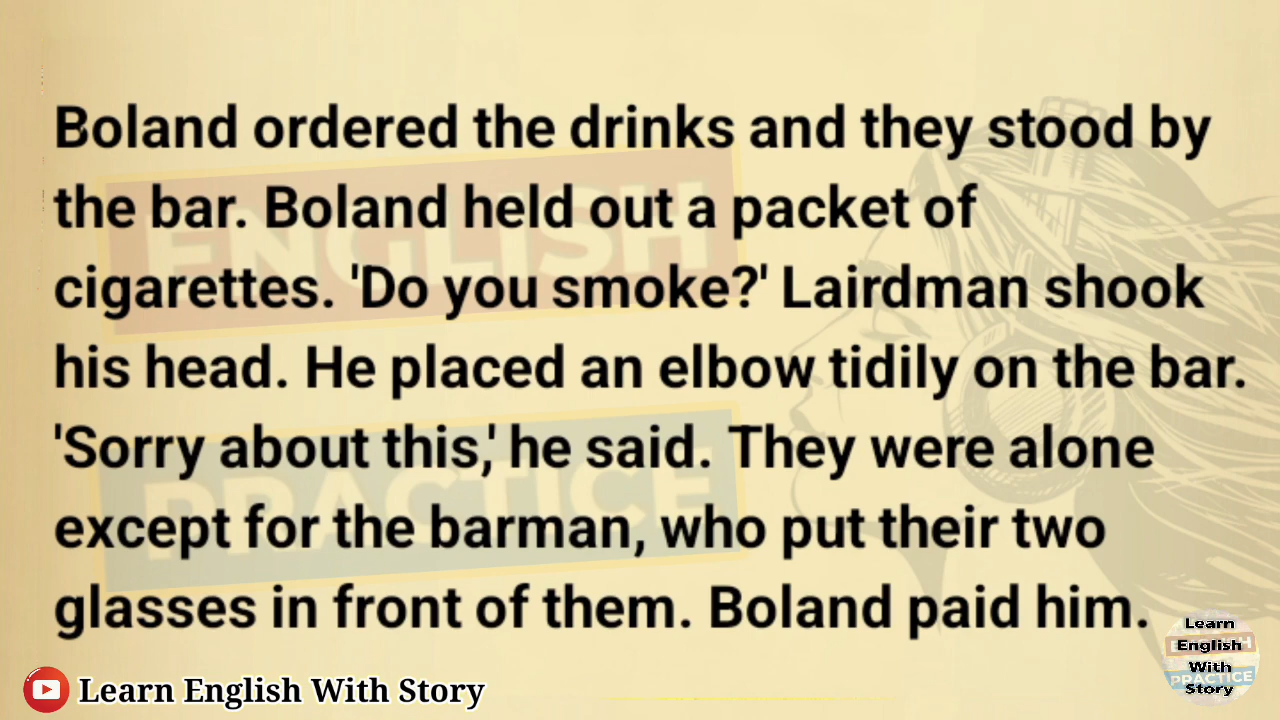 Boland ordered the drinks and they stood by
the bar. Boland held out a packet of
cigarettes. 'Do you smoke?' Lairdman shook
his head. He placed an elbow tidily on the bar.
'Sorry about this,' he said. They were alone
except for the barman, who put their two
glasses in front of them. Boland paid him.
ENGLISH
PRACTICE
Learn English With Story
Learn
English
With
Story
PRACTICE